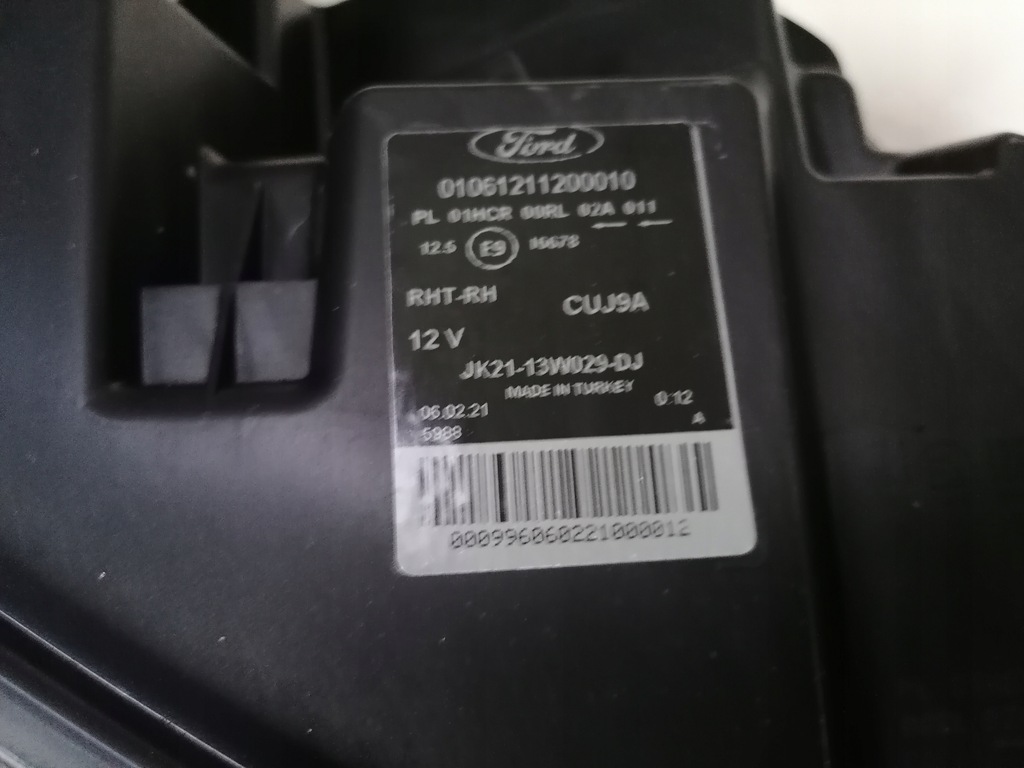 Ford
01061211200010
PL 01HCR 00RL 02A 011
12.5 E9
RHT-RH CUJ9A
12 V
JK21-13W029-DJ
MADE IN TURKEY
06.02.21 0:12
5988 A
000996060221000012